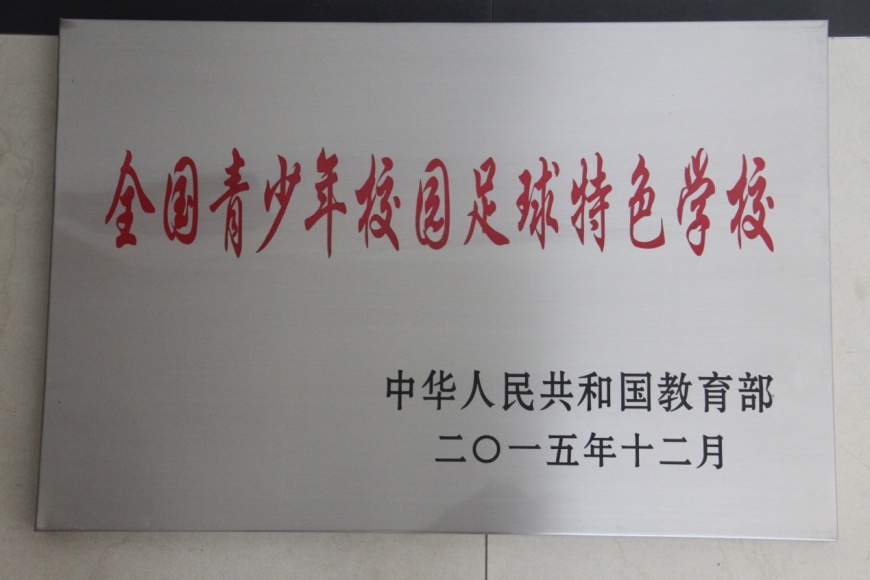 全国青少年校园足球特色学校
中华人民共和国教育部
二〇一五年十二月